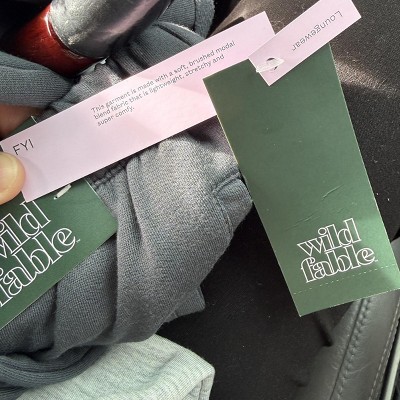 Loungewear
FYI
This garment is made with a soft, brushed modal
blend fabric that is lightweight, stretchy and
super comfy.
wild
fable
wild
fable